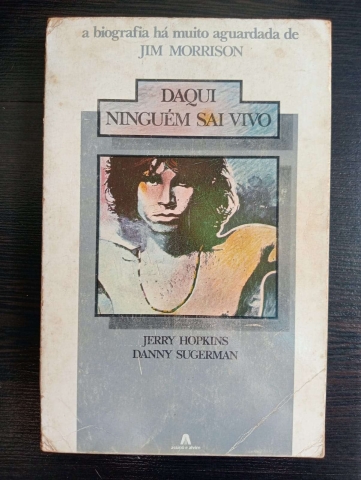 a biografia há muito aguardada de
JIM MORRISON
DAQUI
NINGUÉM SAI VIVO
JERRY HOPKINS
DANNY SUGERMAN
A